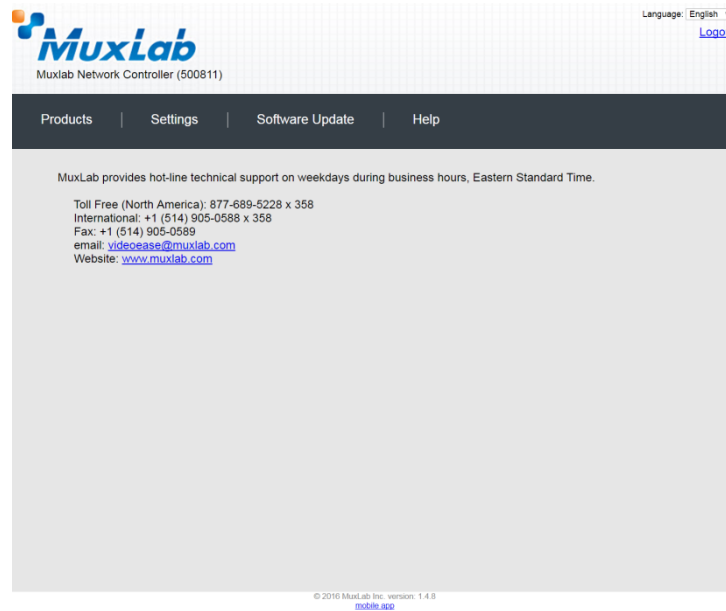 Language: English
Logo
MuxLab
Muxlab Network Controller (500811)
Products | Settings | Software Update | Help
MuxLab provides hot-line technical support on weekdays during business hours, Eastern Standard Time.
Toll Free (North America): 877-689-5228 x 358
International: +1 (514) 905-0588 x 358
Fax: +1 (514) 905-0589
email: videoease@muxlab.com
Website: www.muxlab.com
© 2016 MuxLab Inc. version: 1.4.8
mobile app